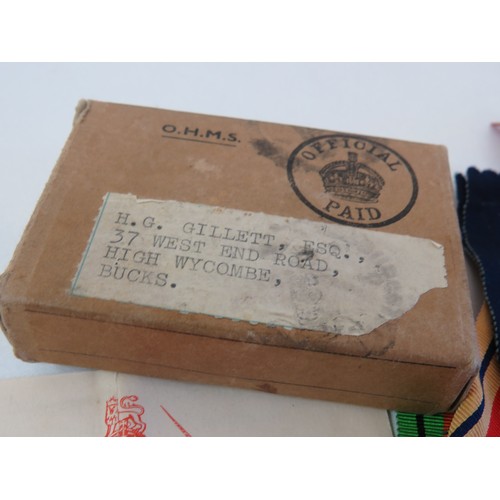 O.H.M.S.
OFFICIAL
PAID
H.G. GILLETT, ESQ.,
37 WEST END ROAD,
HIGH WYCOMBE,
BUCKS.